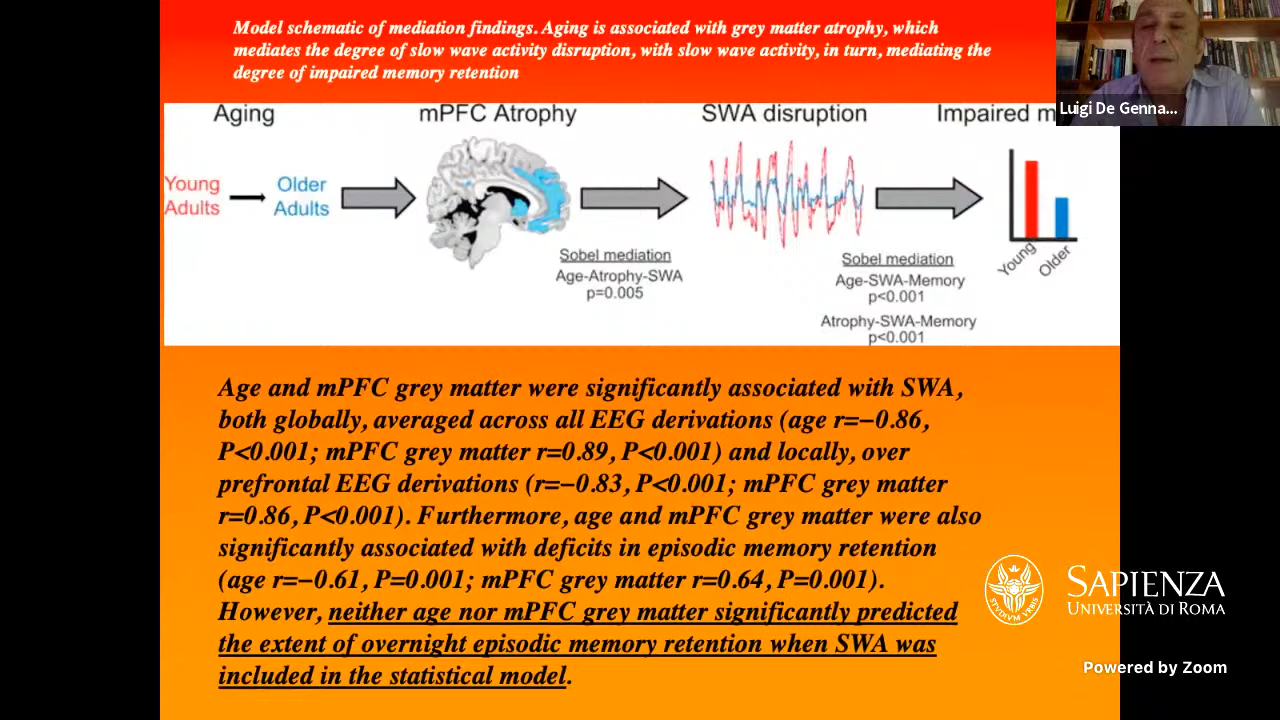 Model schematic of mediation findings. Aging is associated with grey matter atrophy, which
mediates the degree of slow wave activity disruption, with slow wave activity, in turn, mediating the
degree of impaired memory retention
Luigi De Genna...
Aging
mPFC Atrophy
SWA disruption
Impaired m
Young
Adults
Older
Adults
Sobel mediation
Age-Atrophy-SWA
p=0.005
Sobel mediation
Age-SWA-Memory
p<0.001
Atrophy-SWA-Memory
p<0.001
Young
Older
Age and mPFC grey matter were significantly associated with SWA,
both globally, averaged across all EEG derivations (age r=−0.86,
P<0.001; mPFC grey matter r=0.89, P<0.001) and locally, over
prefrontal EEG derivations (r=−0.83, P<0.001; mPFC grey matter
r=0.86, P<0.001). Furthermore, age and mPFC grey matter were also
significantly associated with deficits in episodic memory retention
(age r=−0.61, P=0.001; mPFC grey matter r=0.64, P=0.001).
However, neither age nor mPFC grey matter significantly predicted
the extent of overnight episodic memory retention when SWA was
included in the statistical model.
STVDIVM VRBIS
SAPIENZA
UNIVERSITÀ DI ROMA
Powered by Zoom